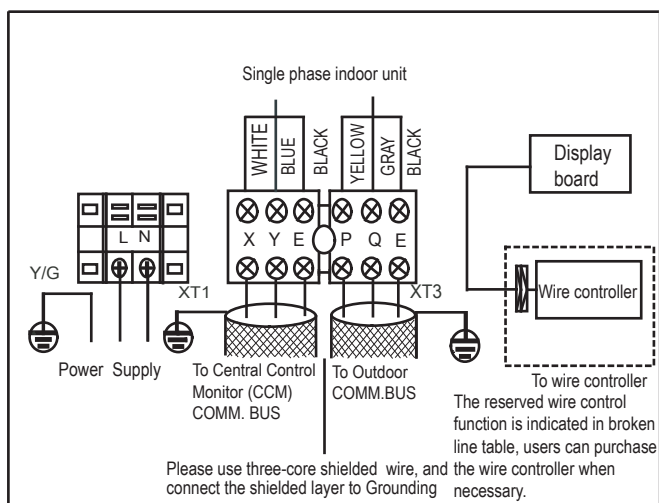 Single phase indoor unit
WHITE
BLUE
BLACK
YELLOW
GRAY
BLACK
Display
board
L N
X Y E P Q E
Y/G
XT1
XT3
Wire controller
Power Supply
To Central Control
Monitor (CCM)
COMM. BUS
To Outdoor
COMM.BUS
To wire controller
The reserved wire control
function is indicated in broken
line table, users can purchase
the wire controller when
necessary.
Please use three-core shielded wire, and
connect the shielded layer to Grounding